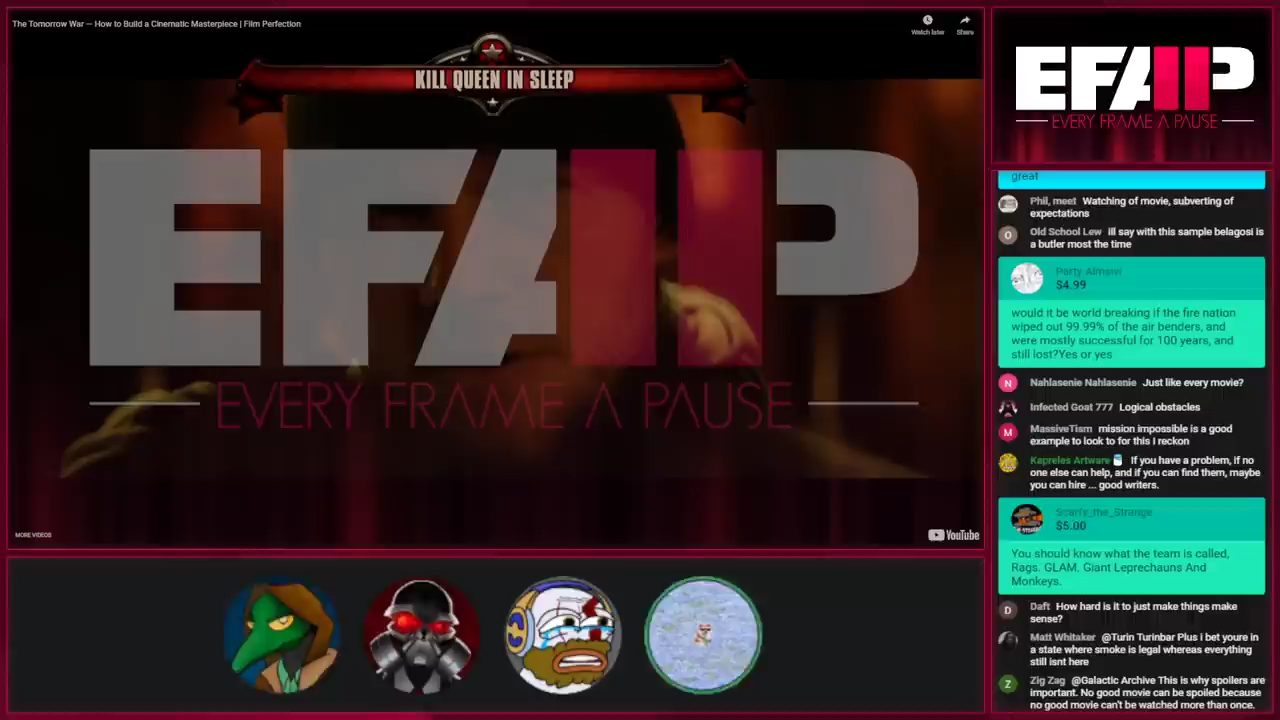 The Tomorrow War — How to Build a Cinematic Masterpiece | Film Perfection
Watch later
Share
KILL QUEEN IN SLEEP
EFAP
EVERY FRAME A PAUSE
MORE VIDEOS
YouTube
EFAP
EVERY FRAME A PAUSE
great
Phil, meet Watching of movie, subverting of
expectations
O
Old School Lew ill say with this sample belagosi is
a butler most the time
Party Almawi
$4.99
would it be world breaking if the fire nation
wiped out 99.99% of the air benders, and
were mostly successful for 100 years, and
still lost?Yes or yes
N
Nahlasenie Nahlasenie Just like every movie?
Infected Goat 777 Logical obstacles
M
MassiveTism mission impossible is a good
example to look to for this I reckon
Kapreles Artware If you have a problem, if no
one else can help, and if you can find them, maybe
you can hire ... good writers.
Scarfy_the_Strange
$5.00
You should know what the team is called,
Rags. GLAM. Giant Leprechauns And
Monkeys.
D
Daft How hard is it to just make things make
sense?
Matt Whitaker @Turin Turinbar Plus i bet youre in
a state where smoke is legal whereas everything
still isnt here
Z
Zig Zag @Galactic Archive This is why spoilers are
important. No good movie can be spoiled because
no good movie can't be watched more than once.